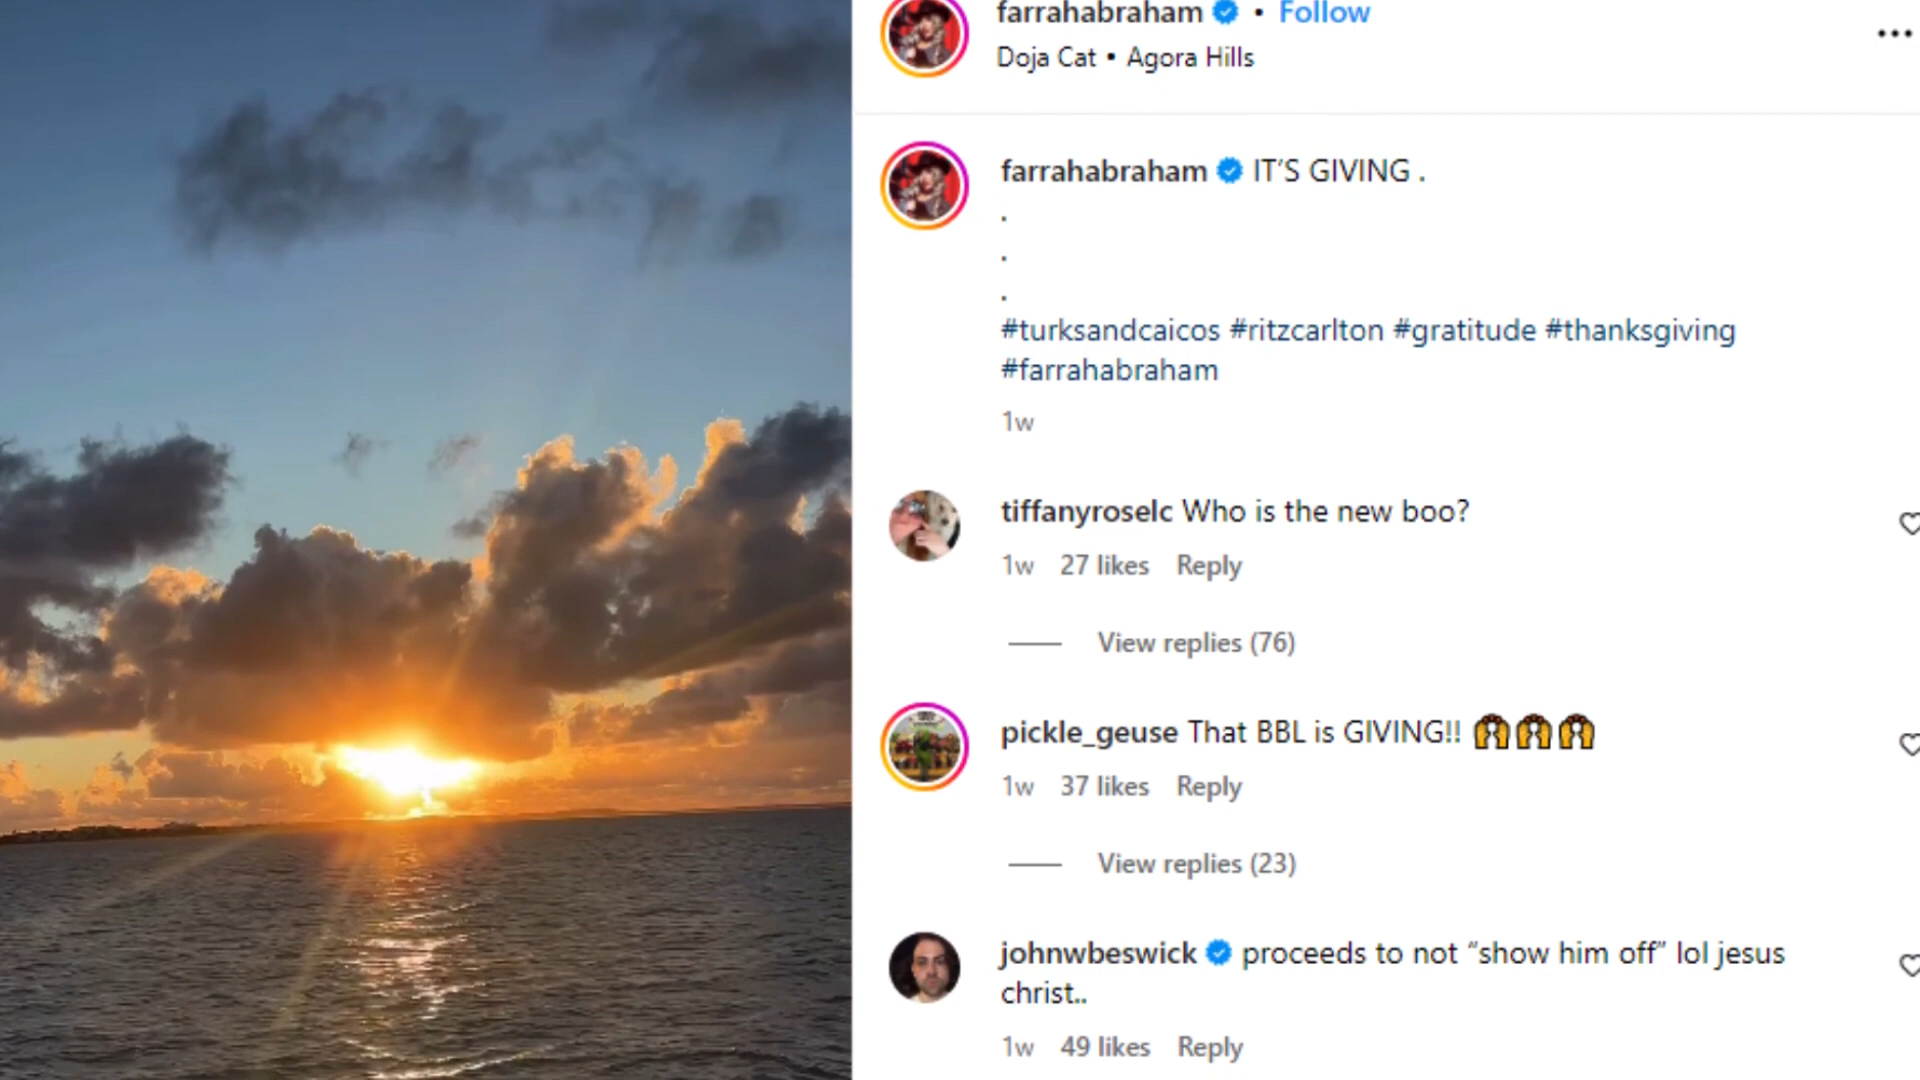 farrahabraham • Follow
Doja Cat • Agora Hills
farrahabraham IT’S GIVING .
.
.
.
#turksandcaicos #ritzcarlton #gratitude #thanksgiving
#farrahabraham
1w
tiffanyroselc Who is the new boo?
1w 27 likes Reply
View replies (76)
pickle_geuse That BBL is GIVING!! 🙌🙌🙌
1w 37 likes Reply
View replies (23)
johnwbeswick proceeds to not “show him off” lol jesus
christ..
1w 49 likes Reply